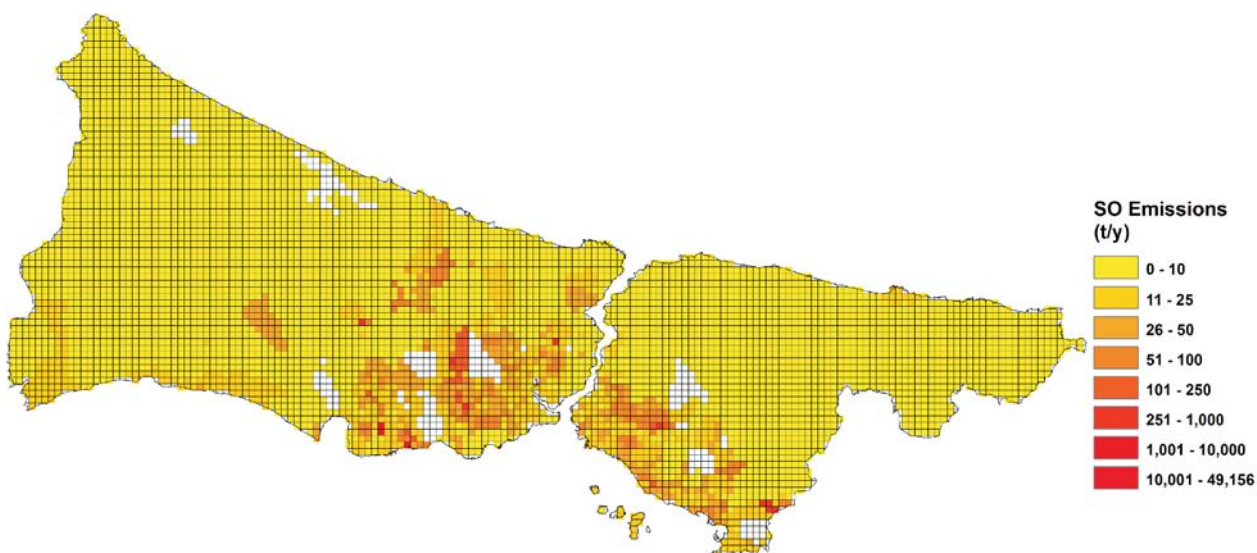 SO Emissions
(t/y)
0 - 10
11 - 25
26 - 50
51 - 100
101 - 250
251 - 1,000
1,001 - 10,000
10,001 - 49,156